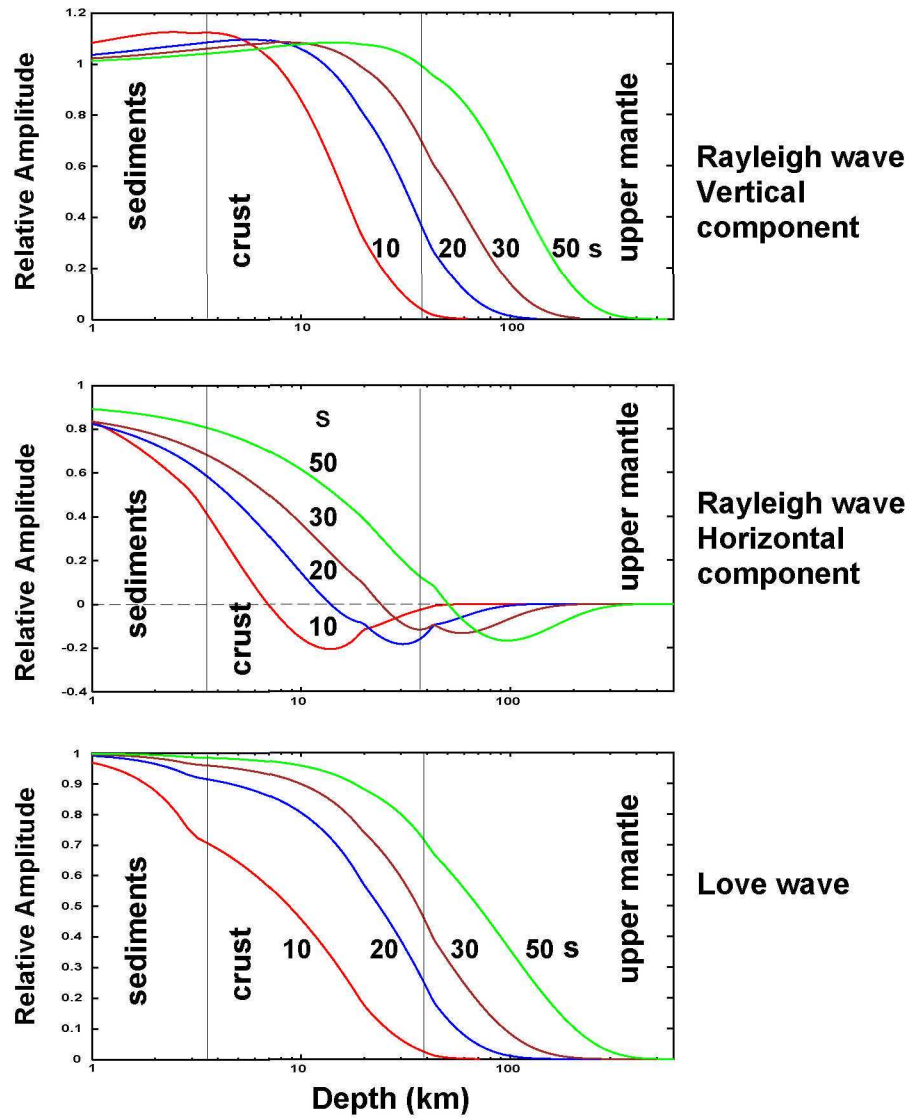 Relative Amplitude
1.2
1
0.8
0.6
0.4
0.2
0
1
10
100
sediments
crust
upper mantle
10
20
30
50 s
Rayleigh wave
Vertical
component
Relative Amplitude
1
0.8
0.6
0.4
0.2
0
-0.2
-0.4
1
10
100
sediments
crust
upper mantle
S
50
30
20
10
Rayleigh wave
Horizontal
component
Relative Amplitude
1
0.9
0.8
0.7
0.6
0.5
0.4
0.3
0.2
0.1
0
1
10
100
sediments
crust
upper mantle
10
20
30
50 s
Love wave
Depth (km)